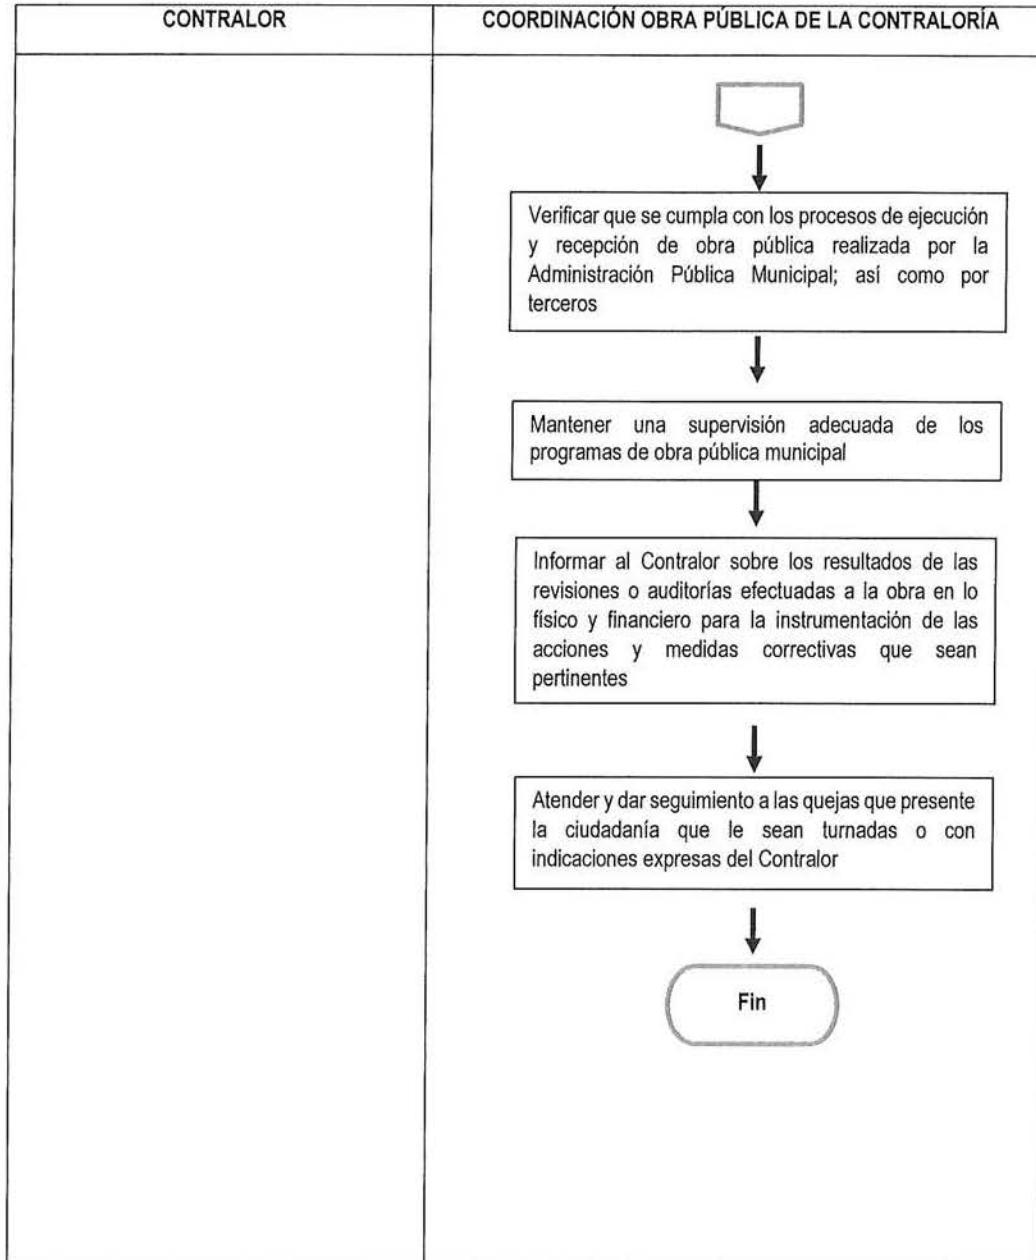 CONTRALOR
COORDINACIÓN OBRA PÚBLICA DE LA CONTRALORÍA
Verificar que se cumpla con los procesos de ejecución
y recepción de obra pública realizada por la
Administración Pública Municipal; así como por
terceros
Mantener una supervisión adecuada de los
programas de obra pública municipal
Informar al Contralor sobre los resultados de las
revisiones o auditorías efectuadas a la obra en lo
físico y financiero para la instrumentación de las
acciones y medidas correctivas que sean
pertinentes
Atender y dar seguimiento a las quejas que presente
la ciudadanía que le sean turnadas o con
indicaciones expresas del Contralor
Fin